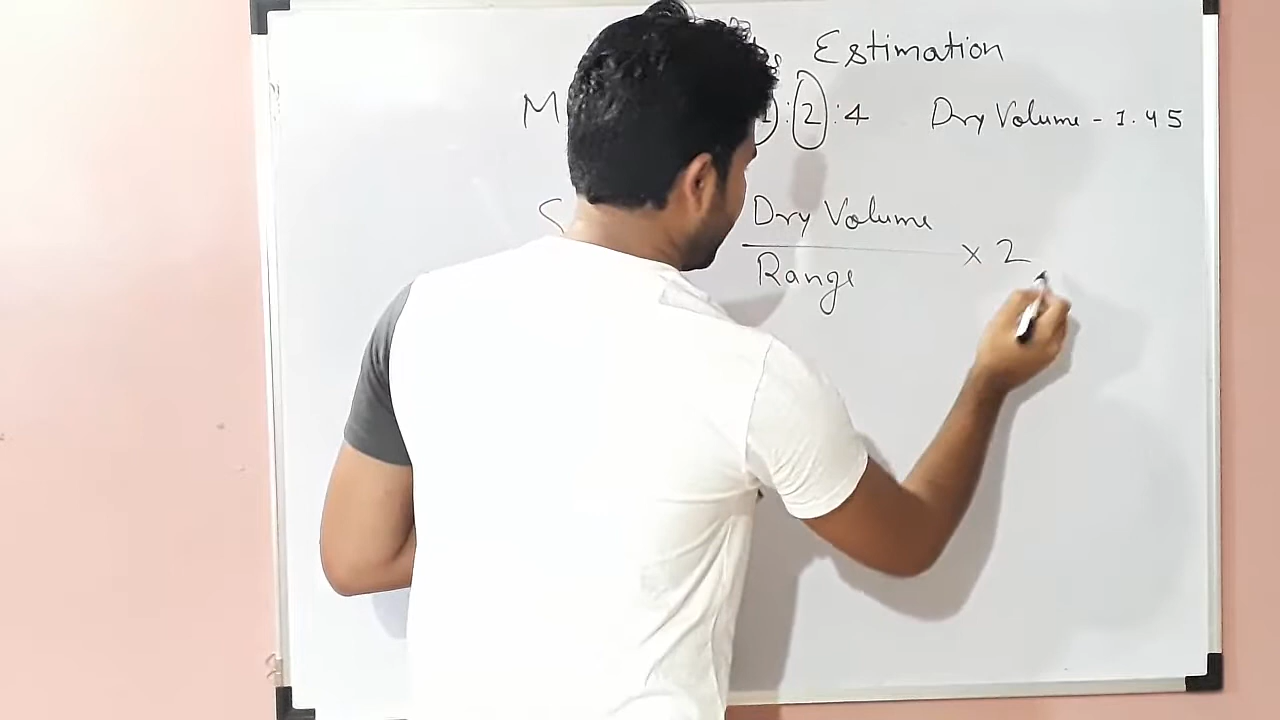 Estimation
M 1 : 2 : 4 Dry Volume - 1.45
S Dry Volume
Range × 2